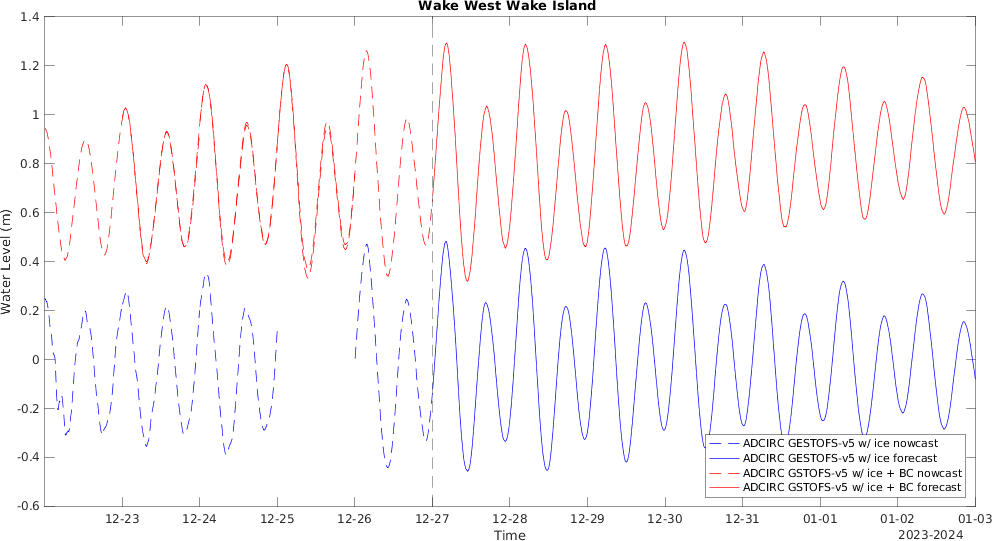 Wake West Wake Island
1.4
1.2
1
0.8
0.6
0.4
0.2
0
-0.2
-0.4
-0.6
Water Level (m)
ADCIRC GESTOFS-v5 w/ ice nowcast
ADCIRC GESTOFS-v5 w/ ice forecast
ADCIRC GSTOFS-v5 w/ ice + BC nowcast
ADCIRC GSTOFS-v5 w/ ice + BC forecast
12-23 12-24 12-25 12-26 12-27 12-28 12-29 12-30 12-31 01-01 01-02 01-03
Time
2023-2024